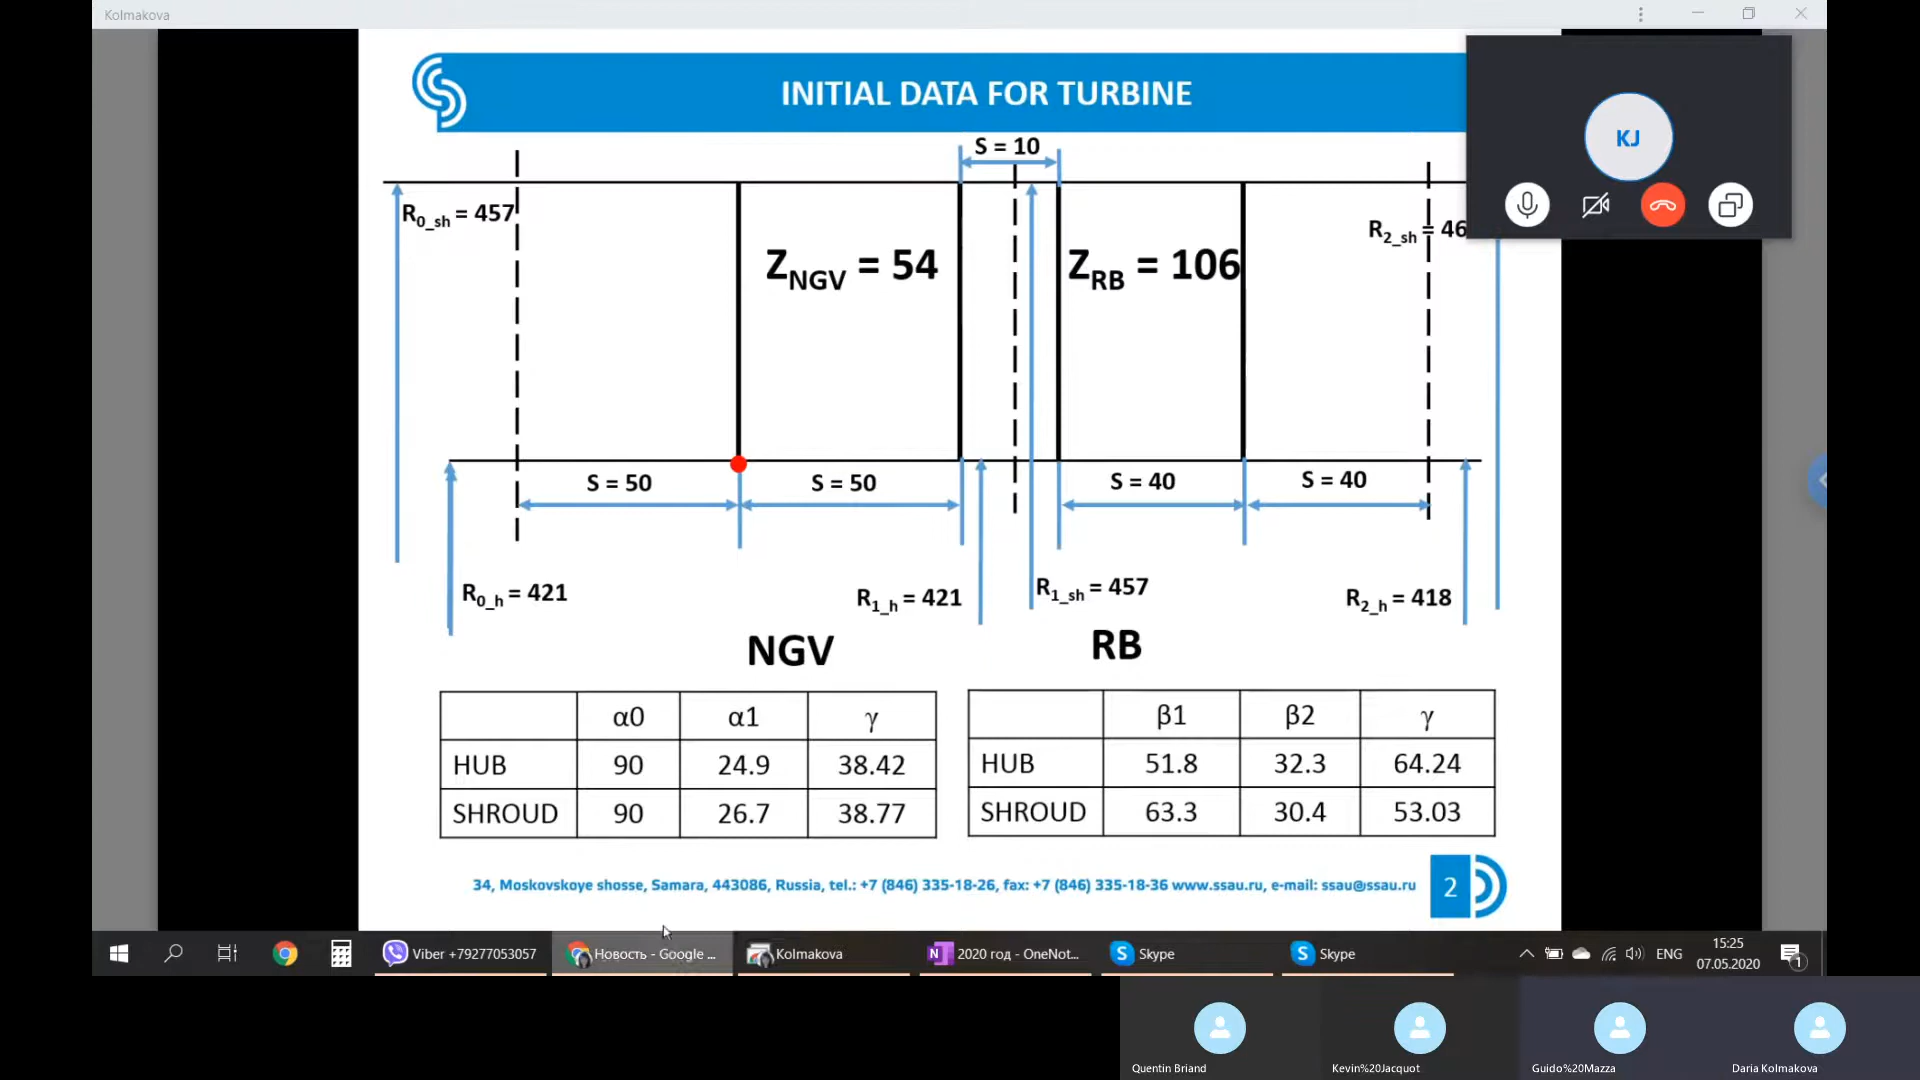 Kolmakova
INITIAL DATA FOR TURBINE
KJ
S = 10
R0_sh = 457
R2_sh = 46
ZNGV = 54
ZRB = 106
S = 50
S = 50
S = 40
S = 40
R0_h = 421
R1_h = 421
R1_sh = 457
R2_h = 418
NGV
RB
α0 α1 γ
HUB 90 24.9 38.42
SHROUD 90 26.7 38.77
β1 β2 γ
HUB 51.8 32.3 64.24
SHROUD 63.3 30.4 53.03
34, Moskovskoye shosse, Samara, 443086, Russia, tel.: +7 (846) 335-18-26, fax: +7 (846) 335-18-36 www.ssau.ru, e-mail: ssau@ssau.ru
2
Viber +79277053057
Новость - Google ...
Kolmakova
2020 год - OneNot...
Skype
Skype
ENG
15:25
07.05.2020
1
Quentin Briand
Kevin%20Jacquot
Guido%20Mazza
Daria Kolmakova